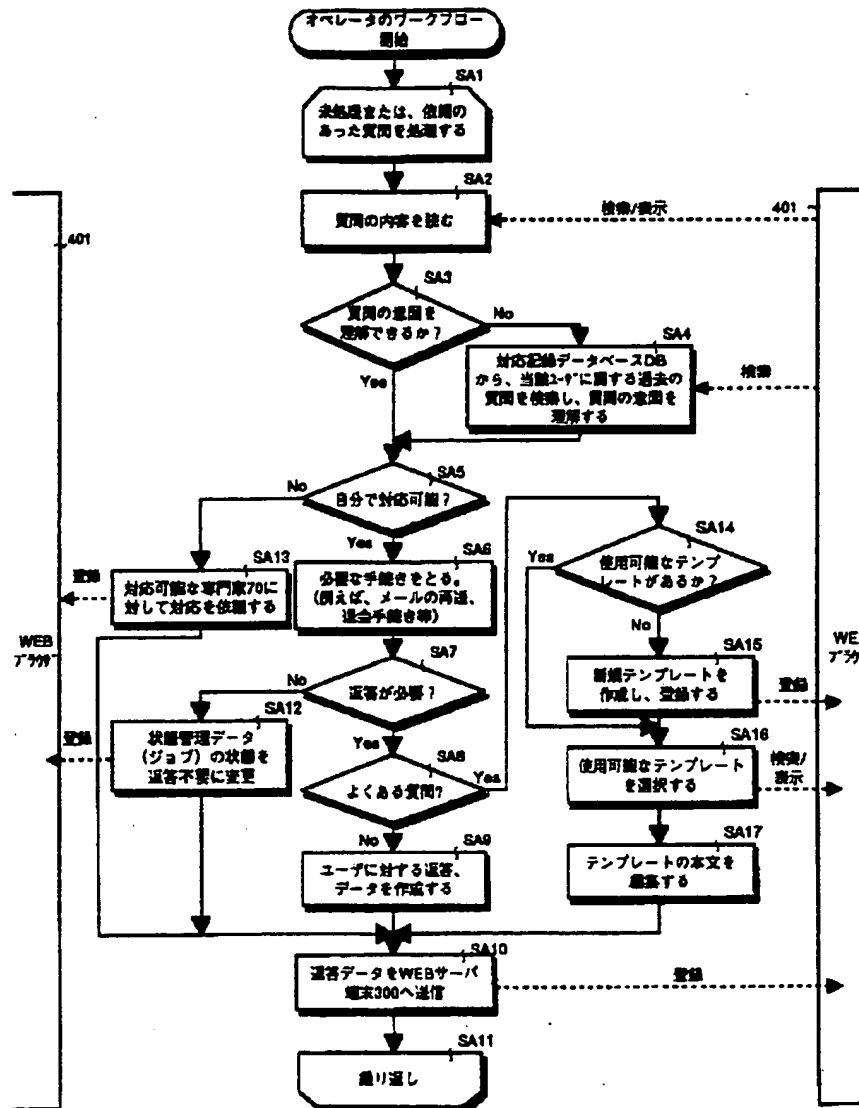 オペレータのワークフロー
開始
SA1
未処理または、依頼の
あった質問を処理する
SA2
質問の内容を読む
検索/表示
401
401
SA3
質問の意図を
理解できるか？
No
Yes
SA4
対応記録データベースDB
から、当該ユーザに関する過去の
質問を検索し、質問の意図を
理解する
検索
SA5
自分で対応可能？
No
Yes
SA13
対応可能な専門家70に
対して対応を依頼する
登録
SA6
必要な手続きをとる。
(例えば、メールの再送、
退会手続き等)
SA14
使用可能なテンプ
レートがあるか？
Yes
No
WEB
ブラウザ
SA7
返答が必要？
No
Yes
SA12
状態管理データ
(ジョブ)の状態を
返答不要に変更
登録
SA15
新規テンプレートを
作成し、登録する
登録
WE
ブラウ
SA8
よくある質問?
Yes
No
SA16
使用可能なテンプレート
を選択する
検索/
表示
SA9
ユーザに対する返答、
データを作成する
SA17
テンプレートの本文を
編集する
SA10
返答データをWEBサーバ
端末300へ送信
登録
SA11
繰り返し